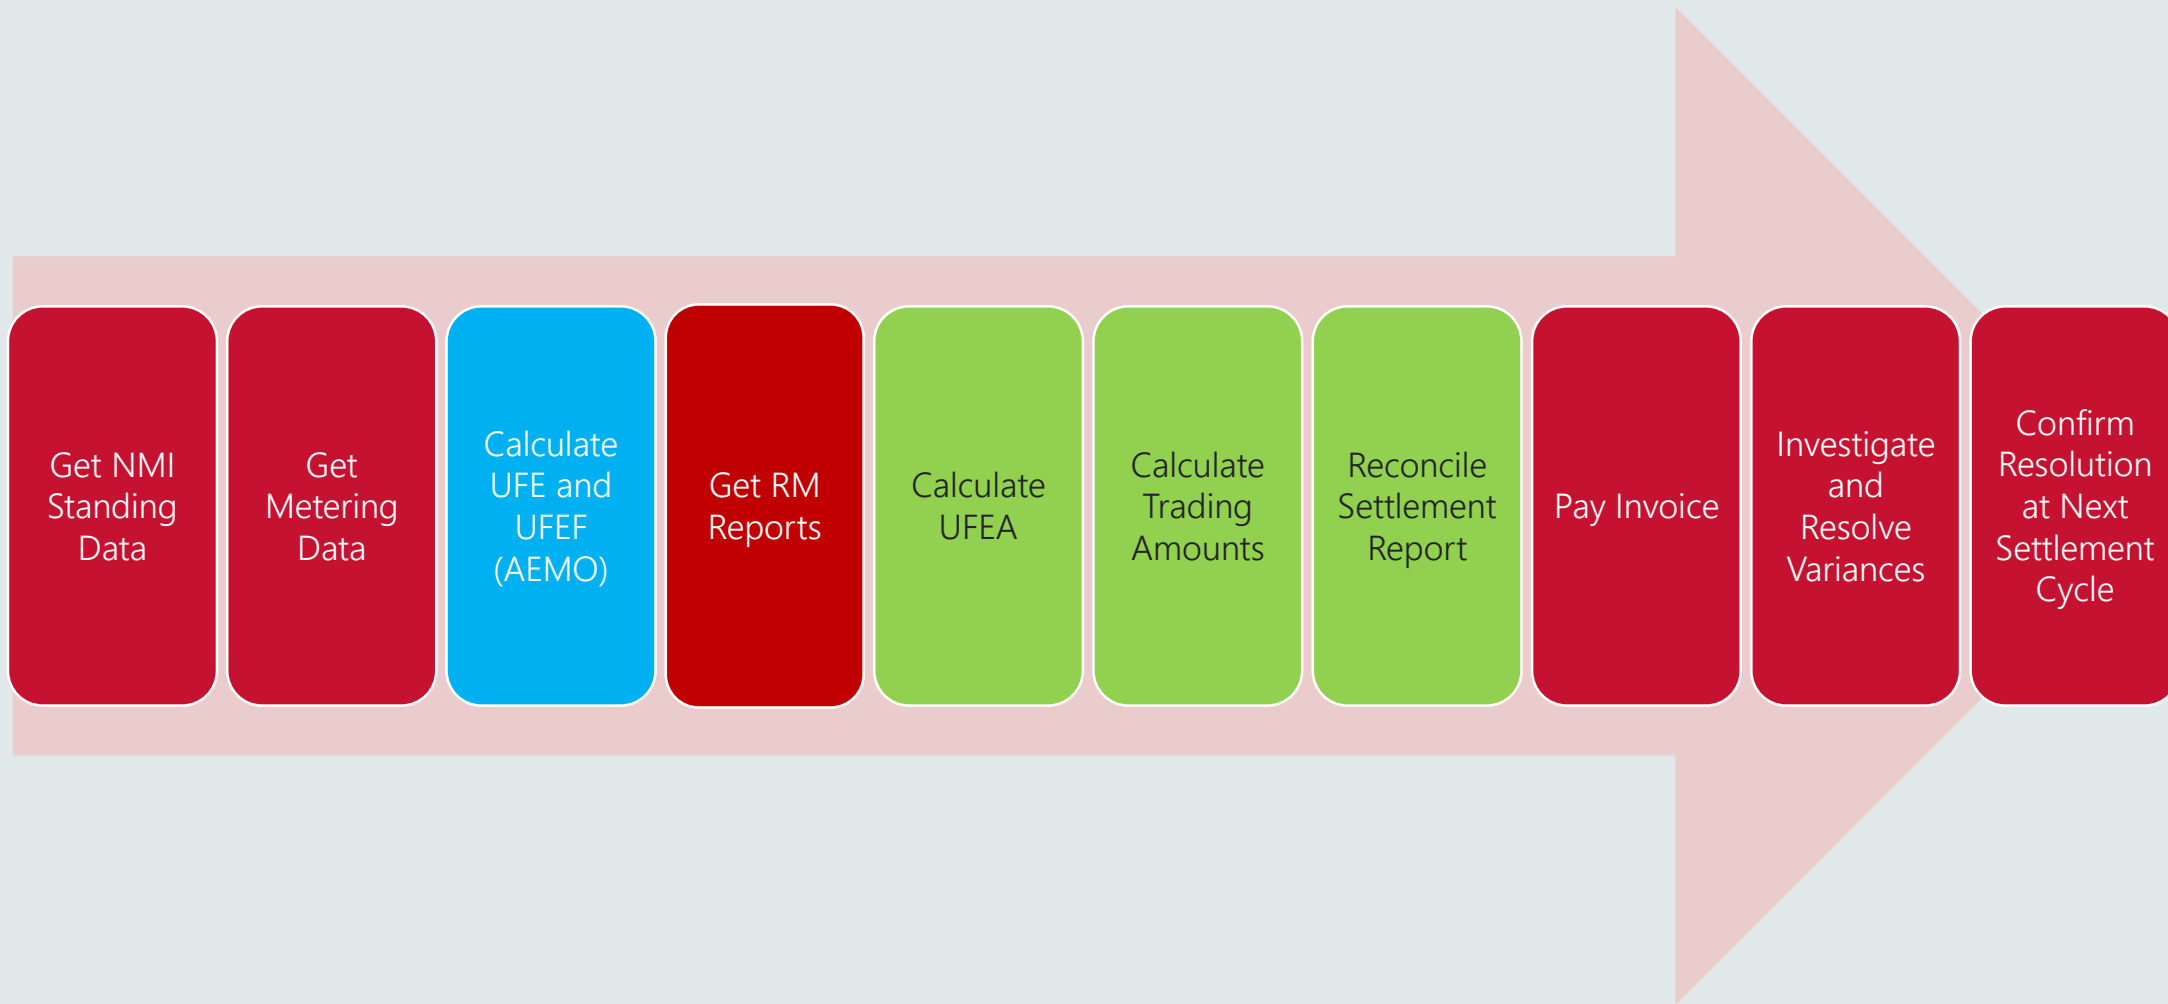 Get NMI
Standing
Data
Get
Metering
Data
Calculate
UFE and
UFEF
(AEMO)
Get RM
Reports
Calculate
UFEA
Calculate
Trading
Amounts
Reconcile
Settlement
Report
Pay Invoice
Investigate
and
Resolve
Variances
Confirm
Resolution
at Next
Settlement
Cycle